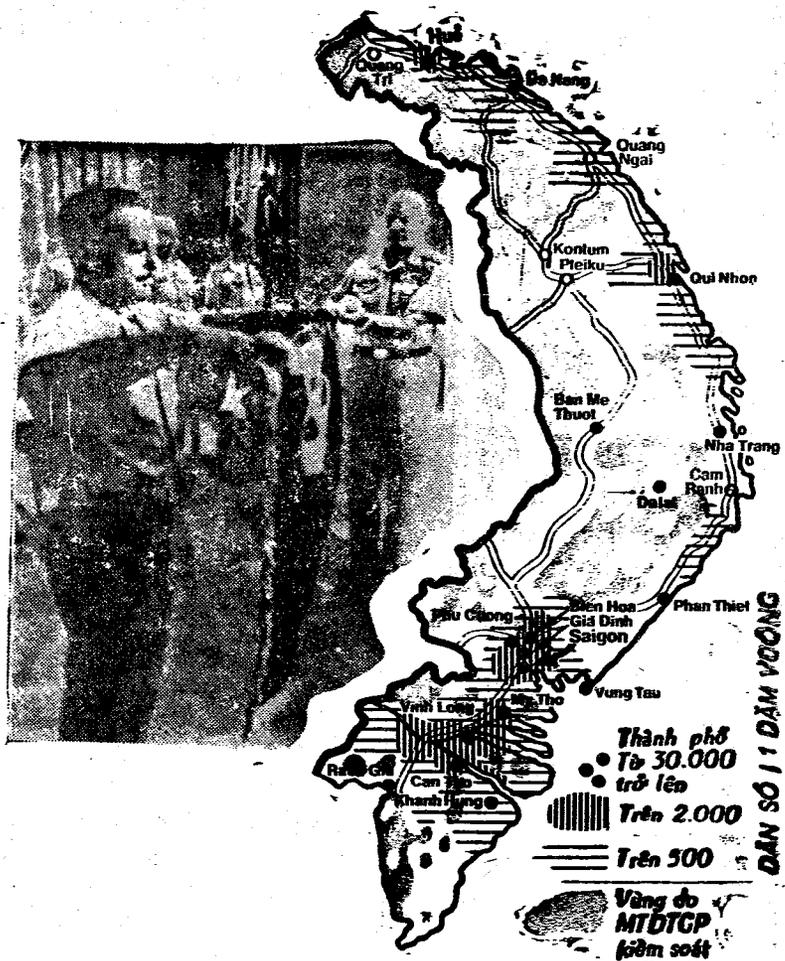 Huế
Quang
Tri
Da Nang
Quang
Ngai
Kontum
Pleiku
Qui Nhon
Ban Me
Thuot
Nha Trang
Cam
Ranh
Dalat
Phu Cuong
Bien Hoa
Gia Dinh
Saigon
Phan Thiet
Vung Tau
Vinh Long
My Tho
Rach Gia
Can Tho
Khanh Hung
Thành phố
Từ 30.000
trở lên
Trên 2.000
Trên 500
Vùng do
MTDTGP
kiểm soát
DÂN SỐ / 1 DẶM VUÔNG